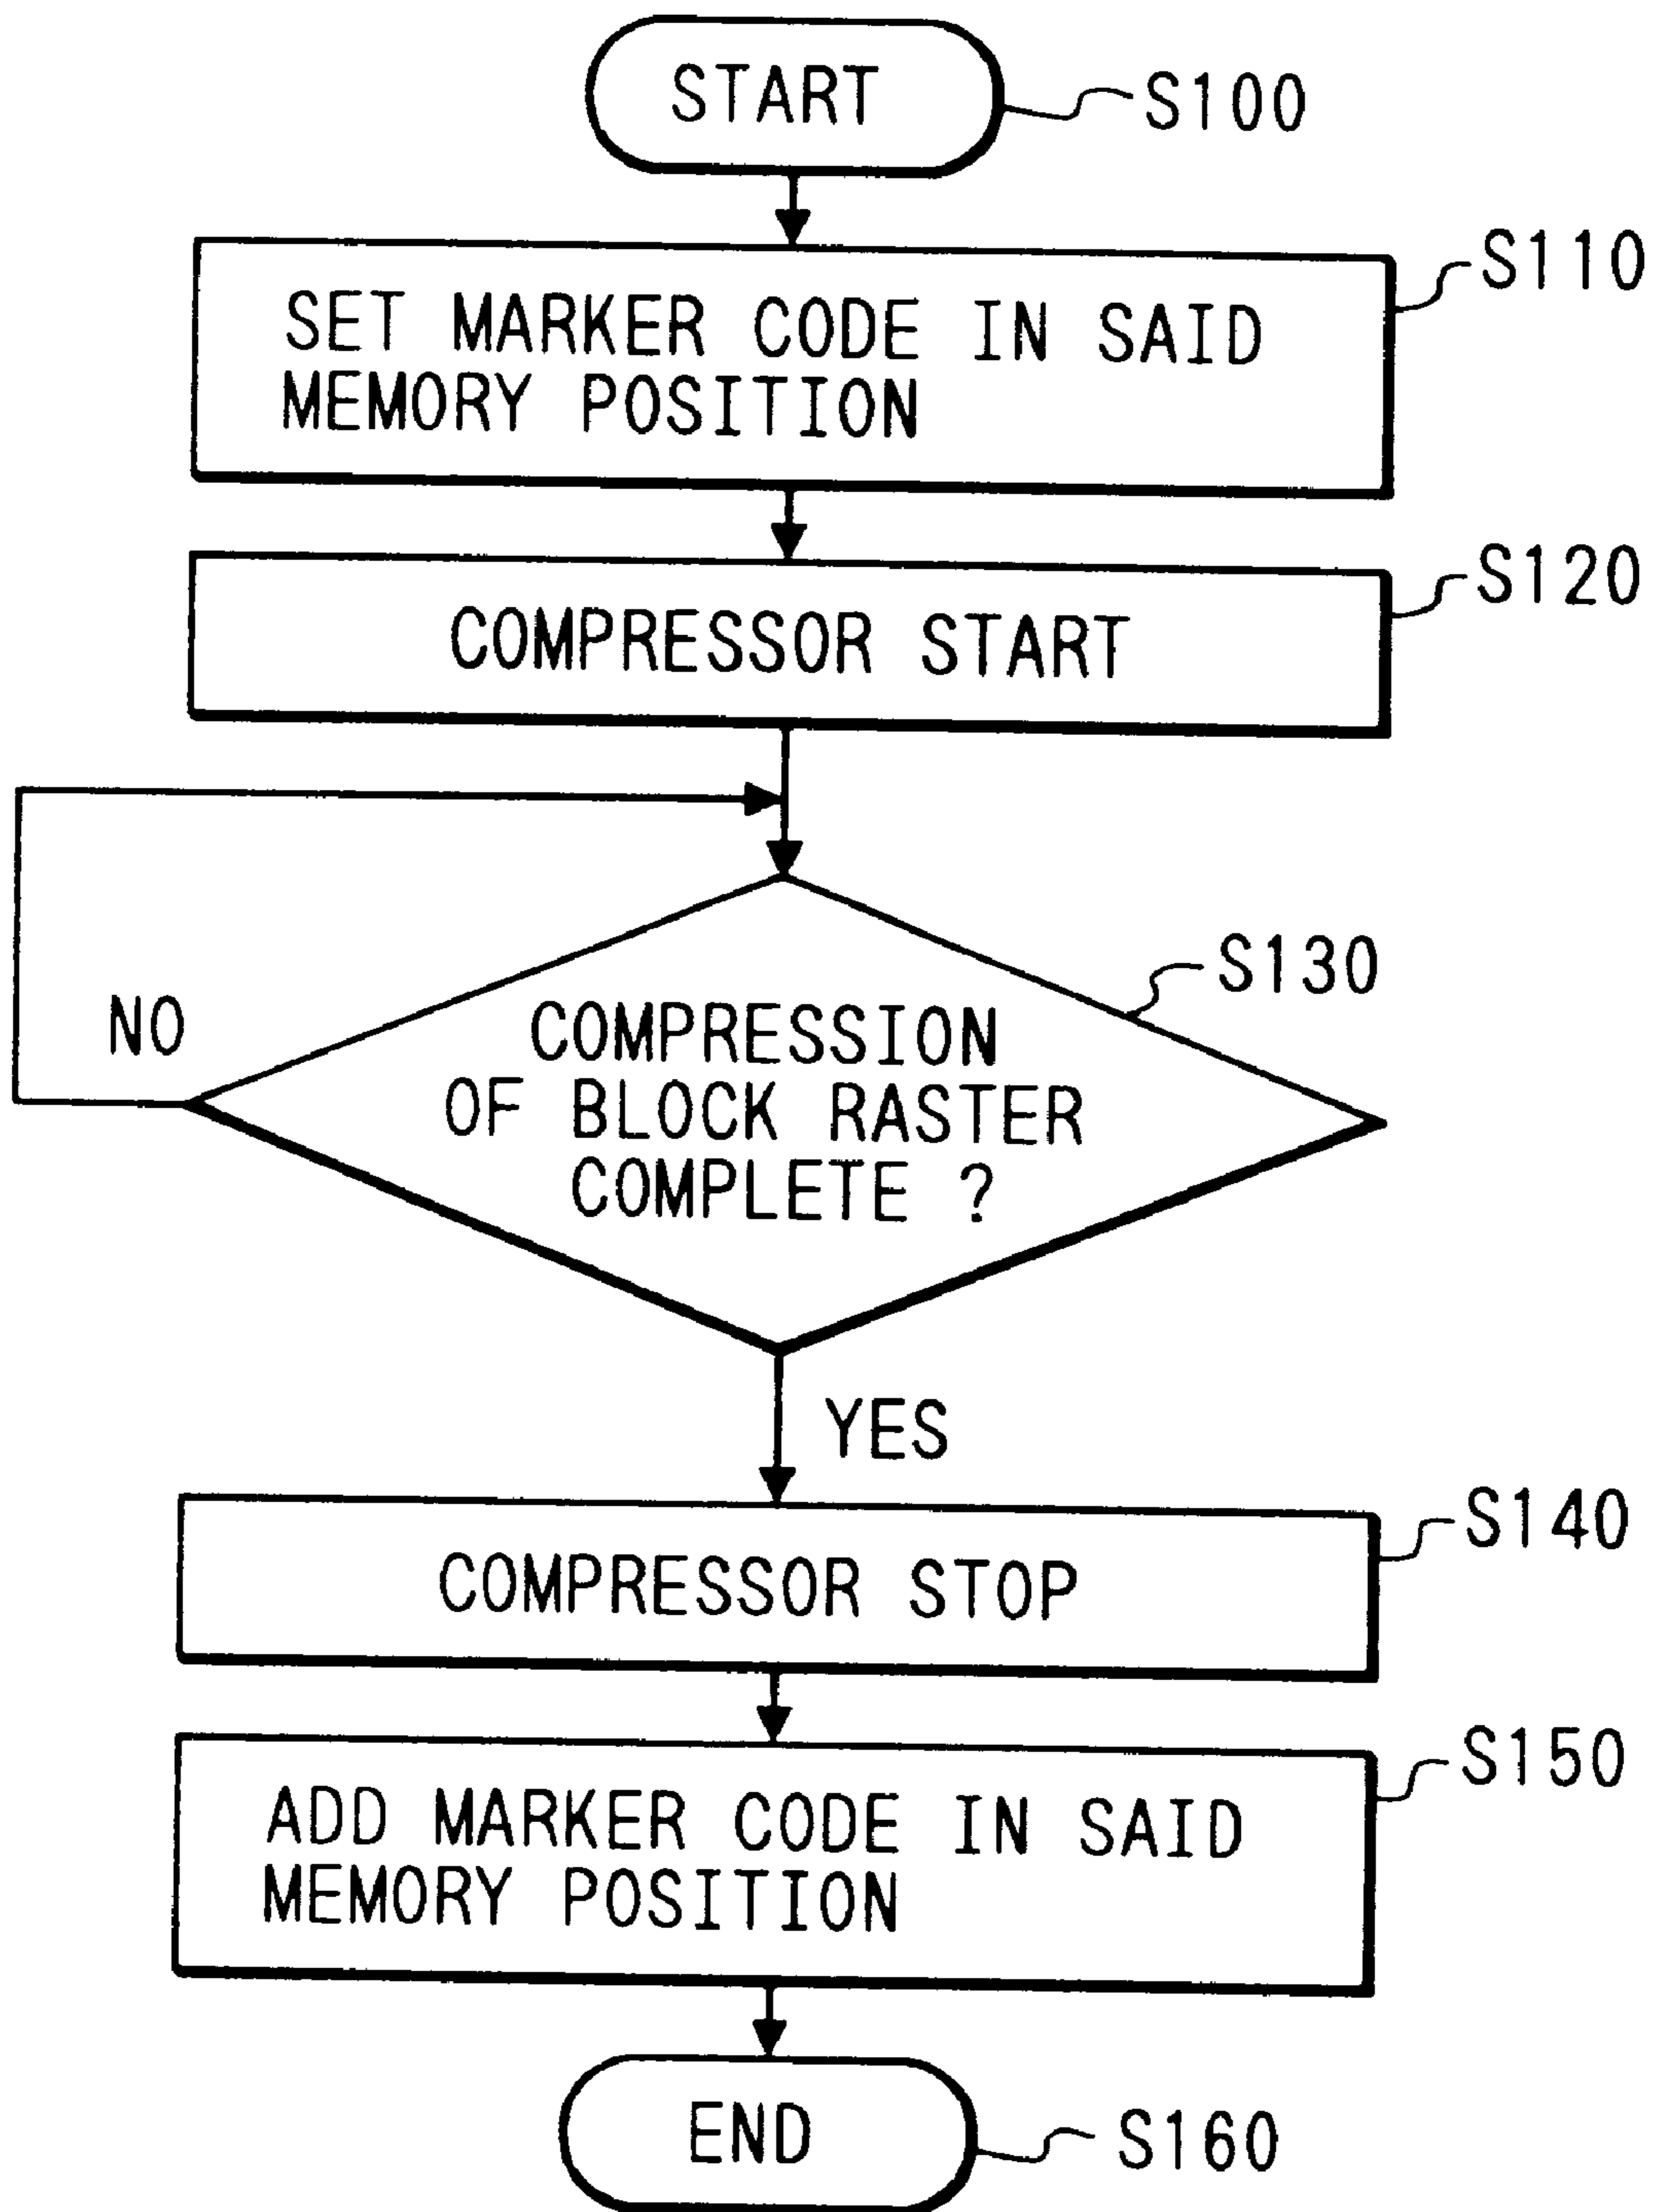 START
S100
S110
SET MARKER CODE IN SAID
MEMORY POSITION
S120
COMPRESSOR START
S130
NO
COMPRESSION
OF BLOCK RASTER
COMPLETE ?
YES
S140
COMPRESSOR STOP
S150
ADD MARKER CODE IN SAID
MEMORY POSITION
END
S160